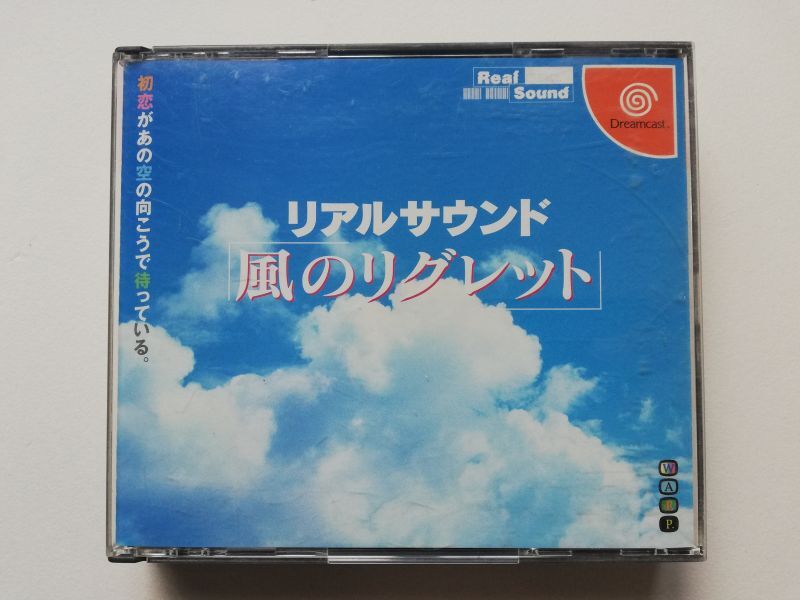 初恋があの空の向こうで待っている。
Real
Sound
Dreamcast
リアルサウンド
風のリグレット
W
A
R
P.